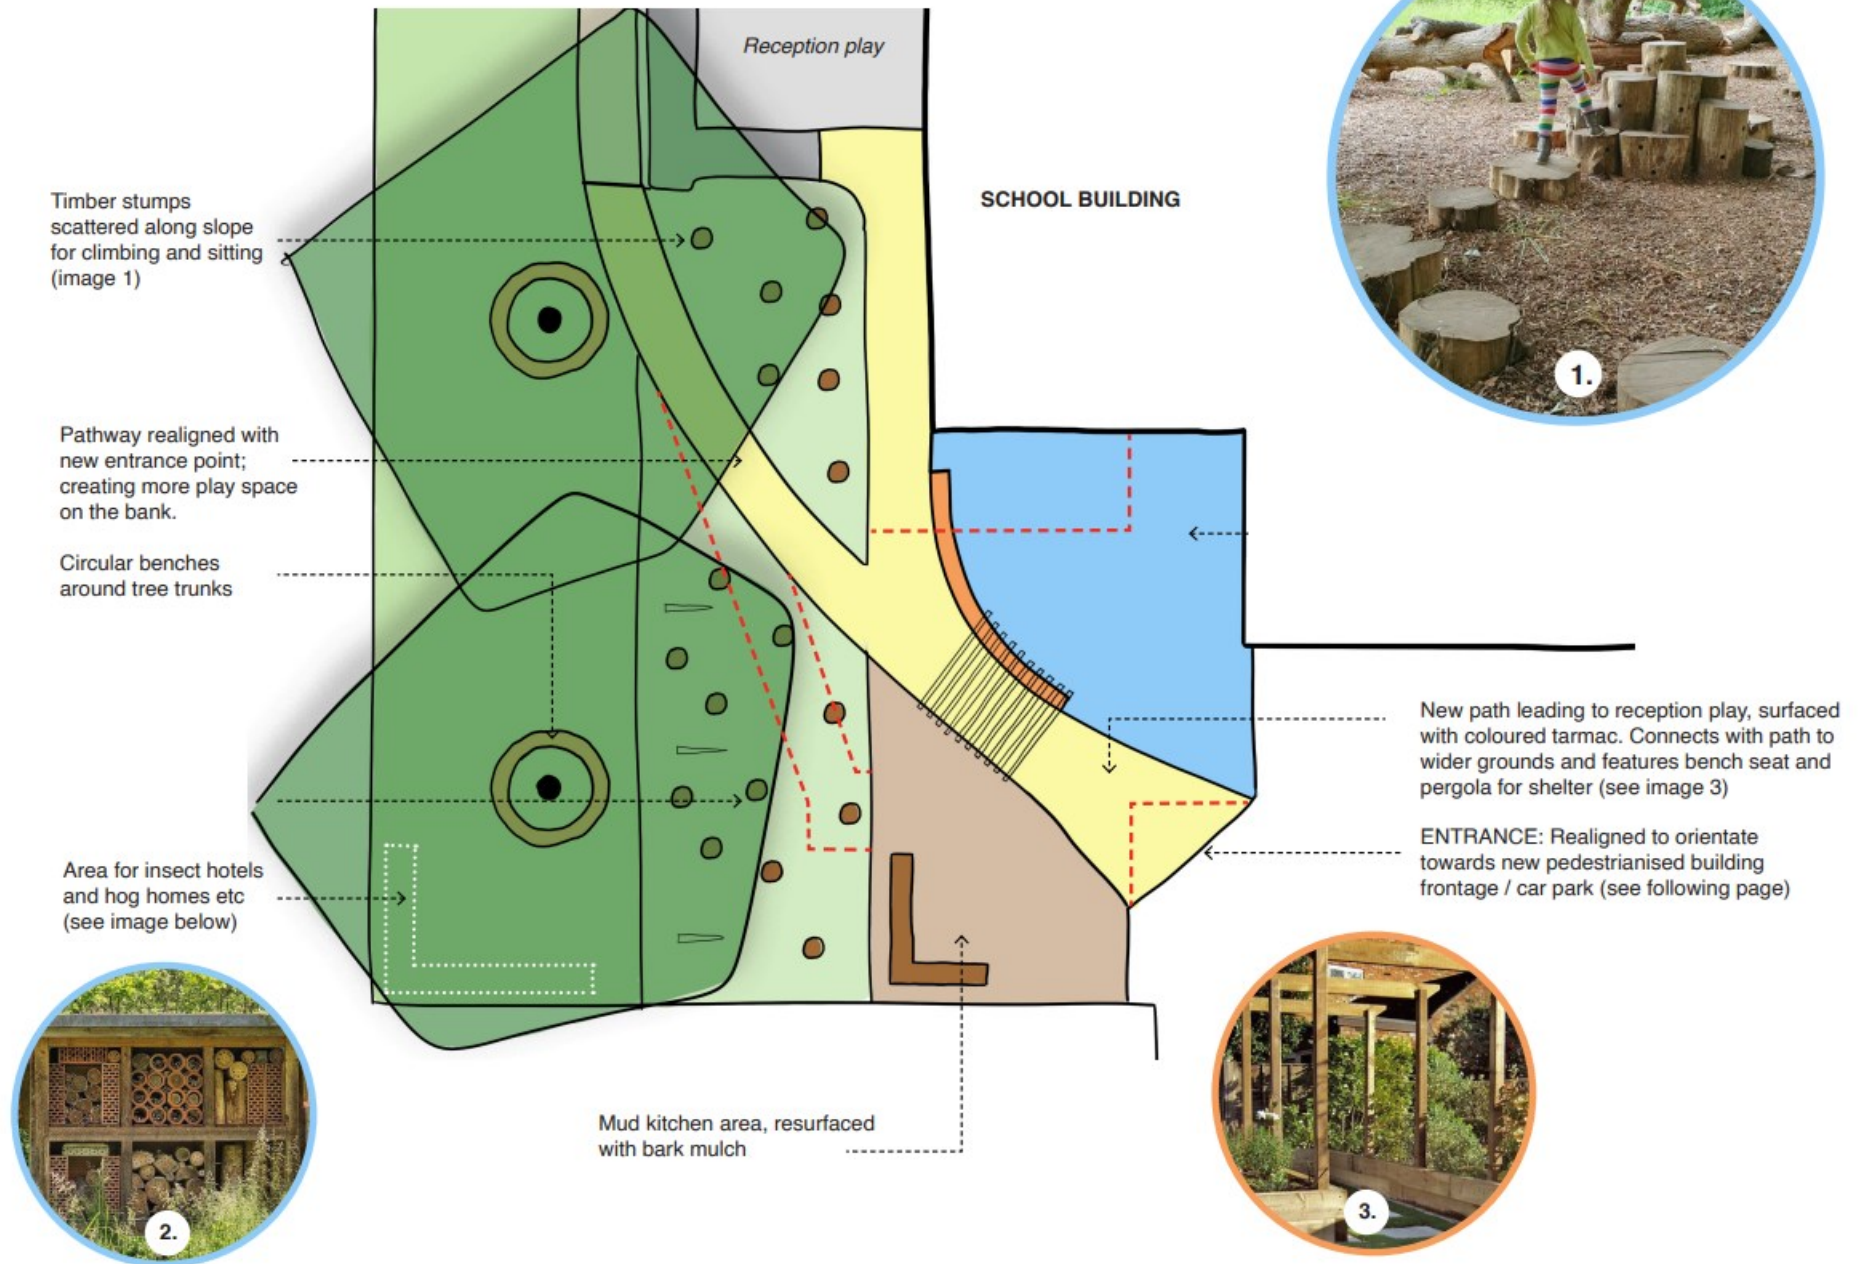 Reception play
SCHOOL BUILDING
Timber stumps
scattered along slope
for climbing and sitting
(image 1)
1.
Pathway realigned with
new entrance point;
creating more play space
on the bank.
Circular benches
around tree trunks
New path leading to reception play, surfaced
with coloured tarmac. Connects with path to
wider grounds and features bench seat and
pergola for shelter (see image 3)
ENTRANCE: Realigned to orientate
towards new pedestrianised building
frontage / car park (see following page)
Area for insect hotels
and hog homes etc
(see image below)
Mud kitchen area, resurfaced
with bark mulch
2.
3.